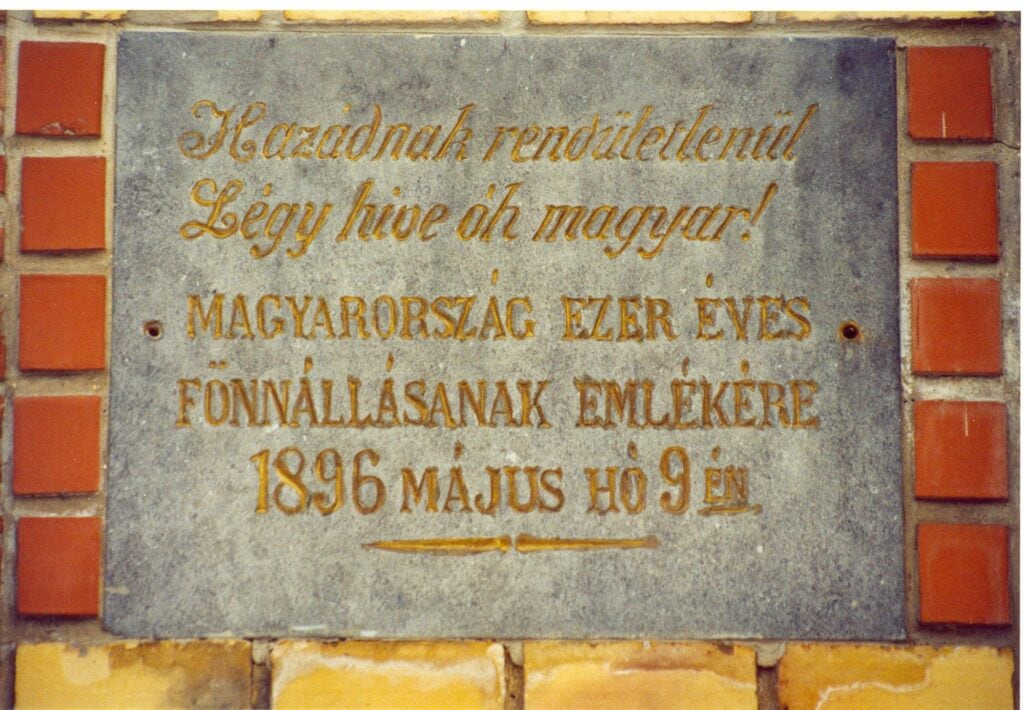 Hazádnak rendületlenül
Légy hive óh magyar!
MAGYARORSZÁG EZER ÉVES
FÖNNÁLLÁSANAK EMLÉKÉRE
1896 MÁJUS HÓ 9 ÉN